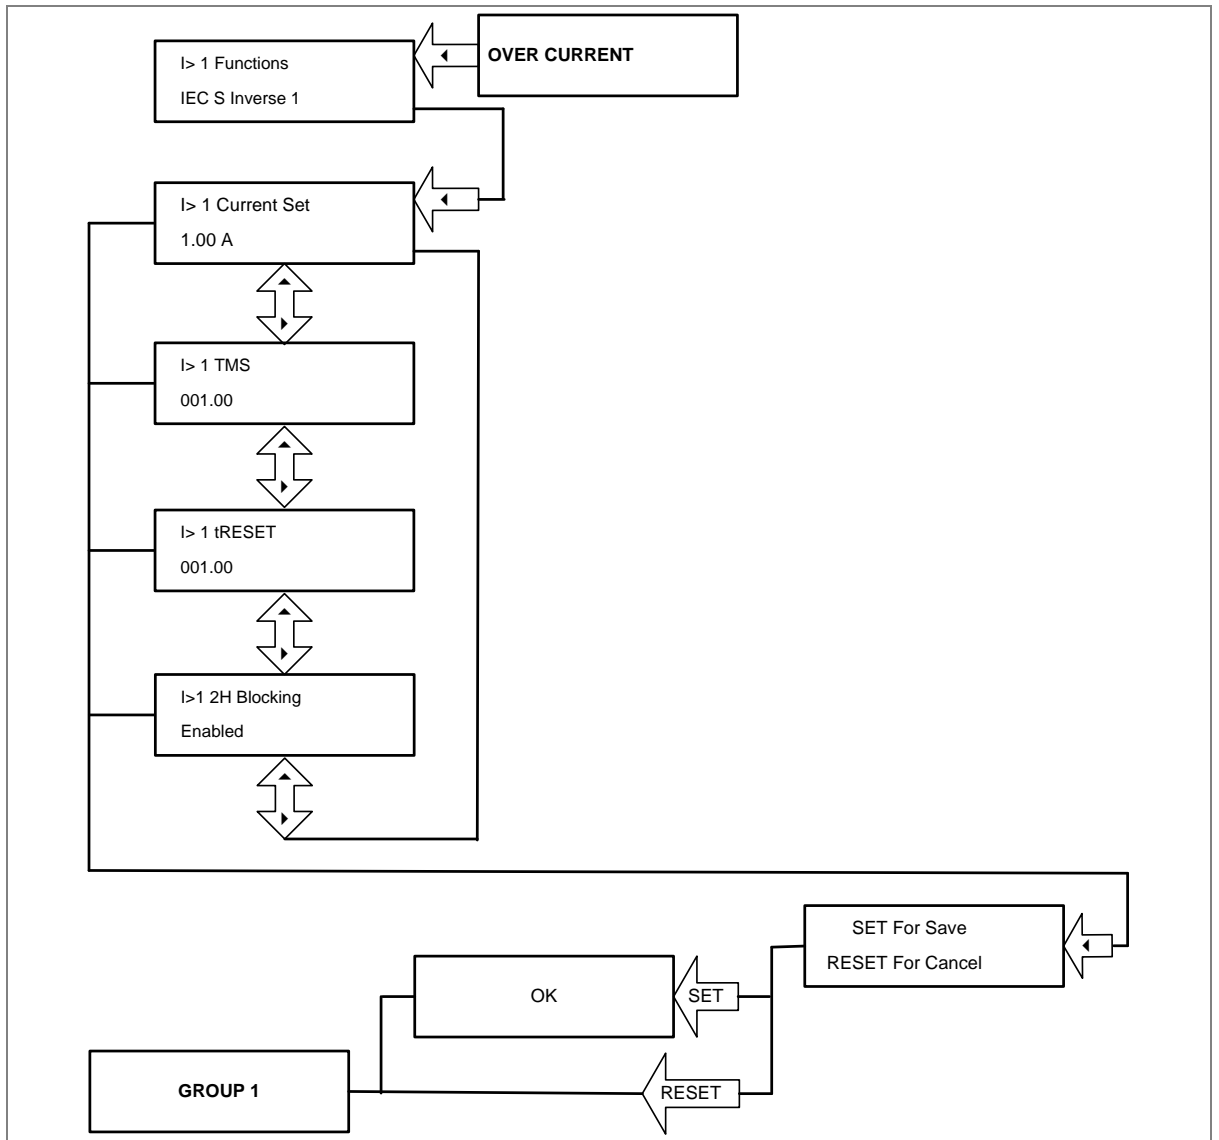 OVER CURRENT
I> 1 Functions
IEC S Inverse 1
I> 1 Current Set
1.00 A
I> 1 TMS
001.00
I> 1 tRESET
001.00
I>1 2H Blocking
Enabled
SET For Save
RESET For Cancel
SET
OK
RESET
GROUP 1